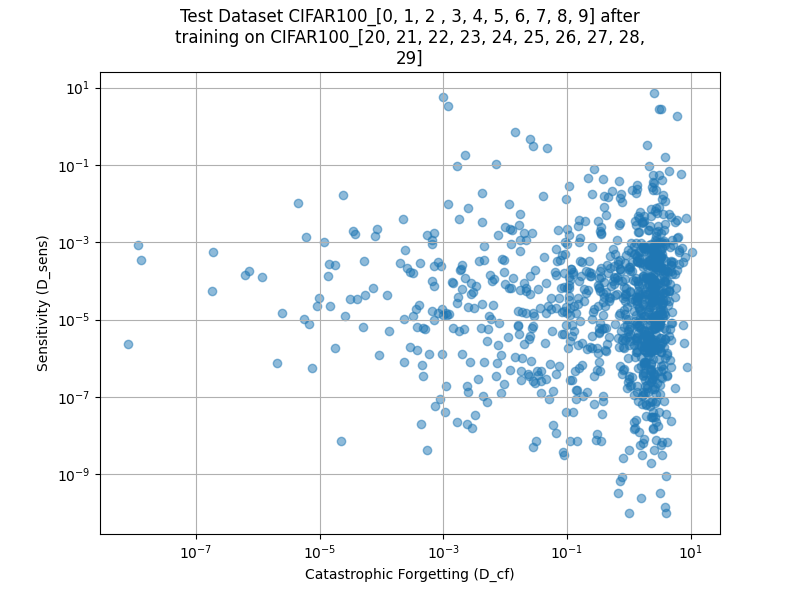 Test Dataset CIFAR100_[0, 1, 2 , 3, 4, 5, 6, 7, 8, 9] after
training on CIFAR100_[20, 21, 22, 23, 24, 25, 26, 27, 28,
29]
Sensitivity (D_sens)
10¹
10⁻¹
10⁻³
10⁻⁵
10⁻⁷
10⁻⁹
10⁻⁷ 10⁻⁵ 10⁻³ 10⁻¹ 10¹
Catastrophic Forgetting (D_cf)